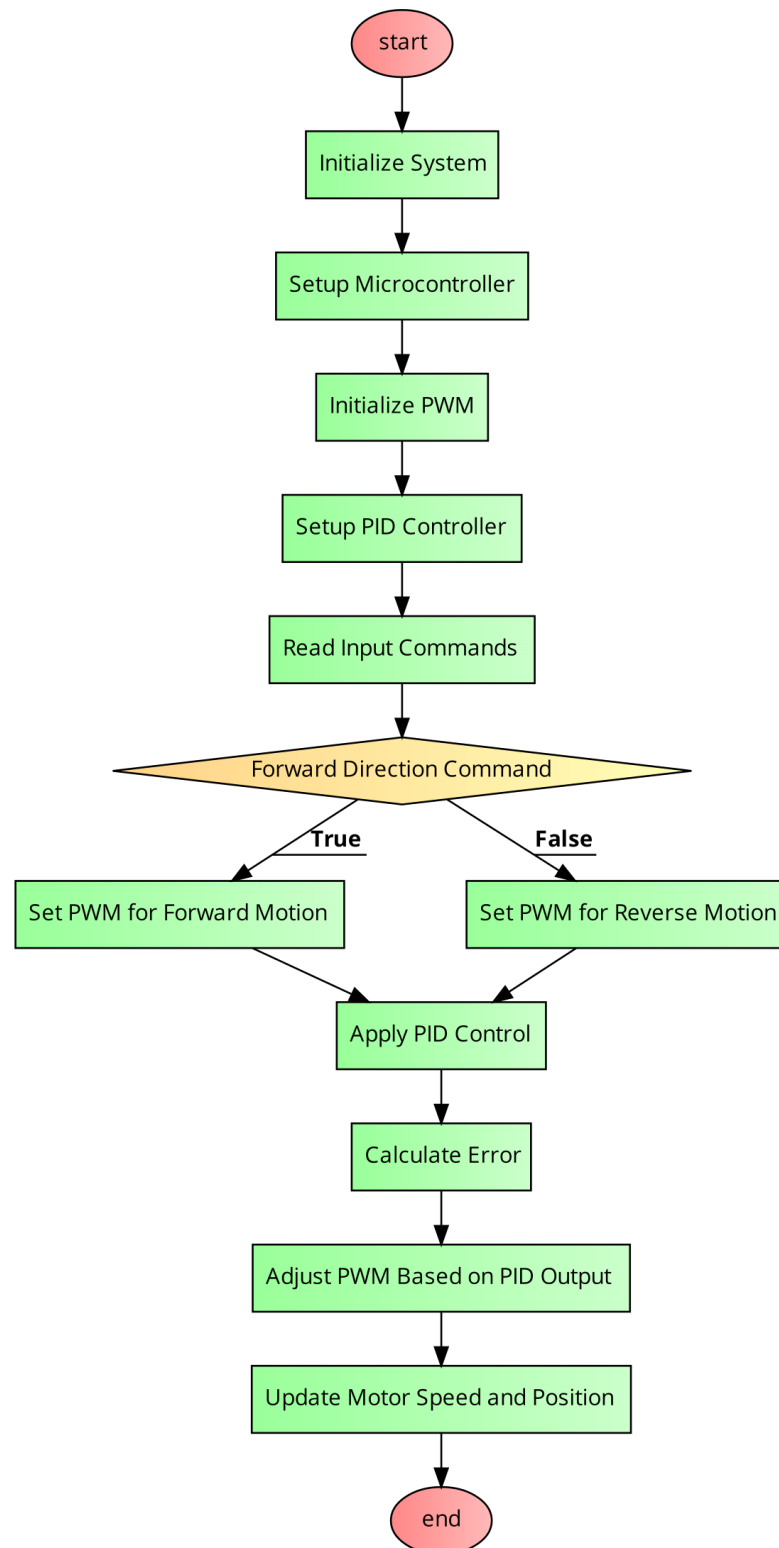 start
Initialize System
Setup Microcontroller
Initialize PWM
Setup PID Controller
Read Input Commands
Forward Direction Command
True
False
Set PWM for Forward Motion
Set PWM for Reverse Motion
Apply PID Control
Calculate Error
Adjust PWM Based on PID Output
Update Motor Speed and Position
end